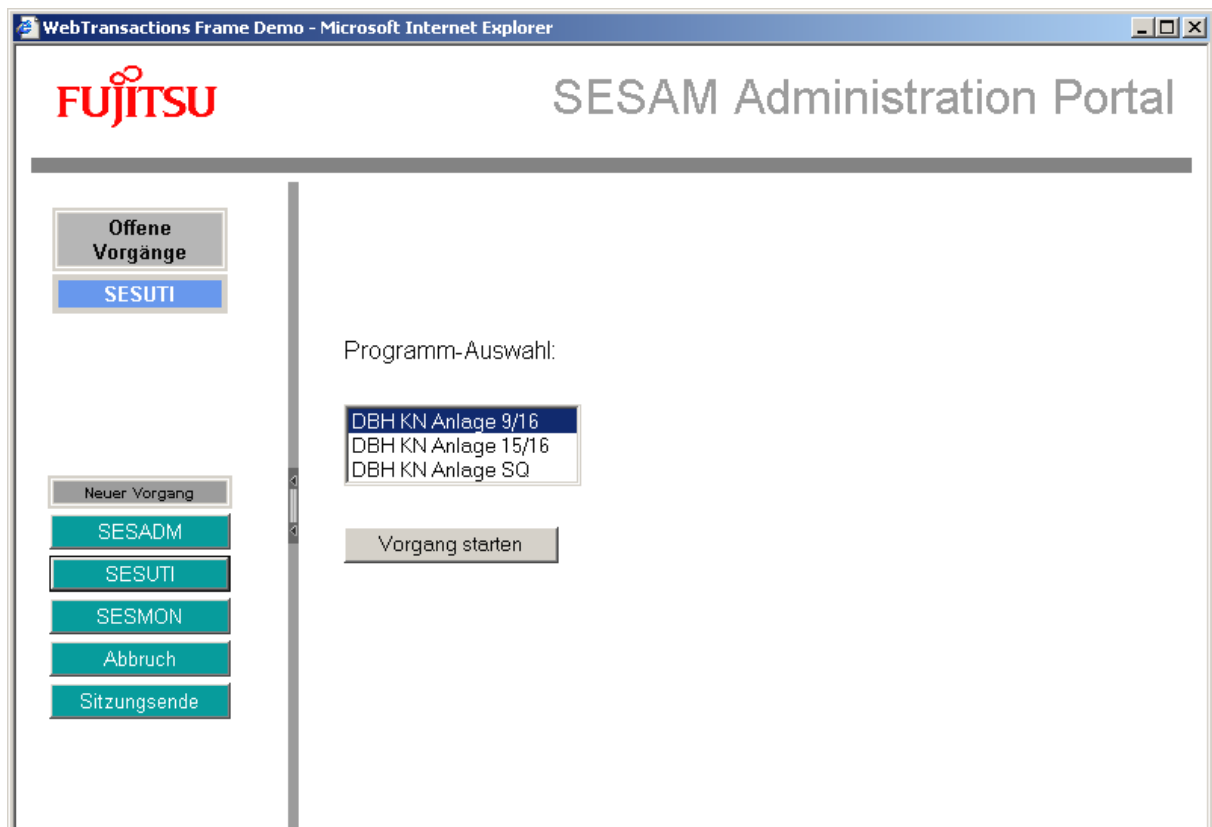 WebTransactions Frame Demo - Microsoft Internet Explorer
FUJITSU
SESAM Administration Portal
Offene
Vorgänge
SESUTI
Programm-Auswahl:
DBH KN Anlage 9/16
DBH KN Anlage 15/16
DBH KN Anlage SQ
Vorgang starten
Neuer Vorgang
SESADM
SESUTI
SESMON
Abbruch
Sitzungsende